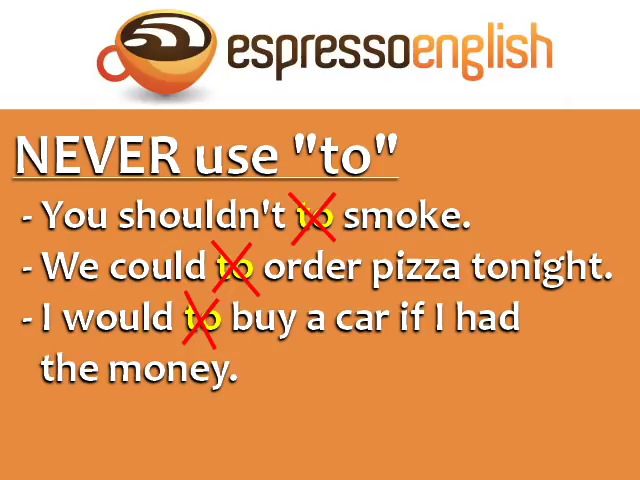 espressoenglish
NEVER use "to"
- You shouldn't to smoke.
- We could to order pizza tonight.
- I would to buy a car if I had
the money.